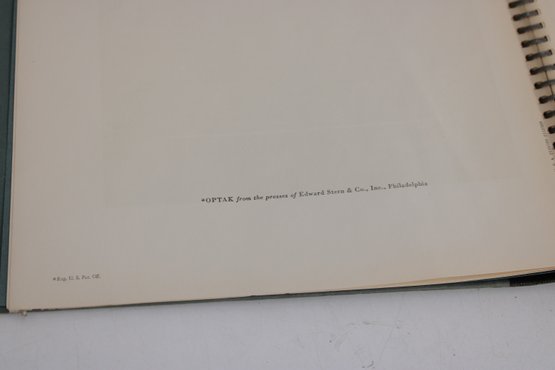 *OPTAK from the presses of Edward Stern & Co., Inc., Philadelphia
*Reg. U. S. Pat. Off.